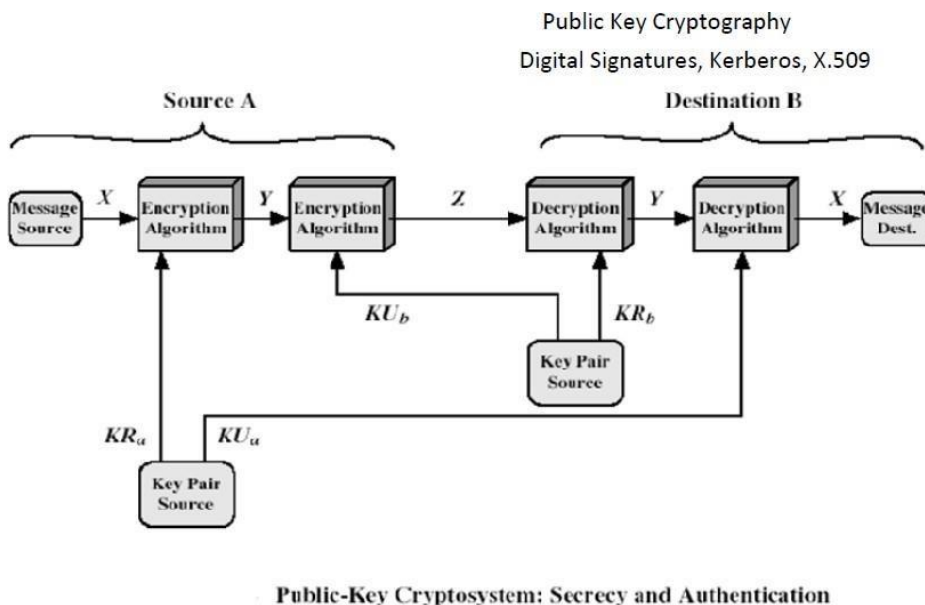 Public Key Cryptography
Digital Signatures, Kerberos, X.509
Source A
Destination B
Message
Source
X
Encryption
Algorithm
Y
Encryption
Algorithm
Z
Decryption
Algorithm
Y
Decryption
Algorithm
X
Message
Dest.
KUb
KRb
Key Pair
Source
KRa
KUa
Key Pair
Source
Public-Key Cryptosystem: Secrecy and Authentication